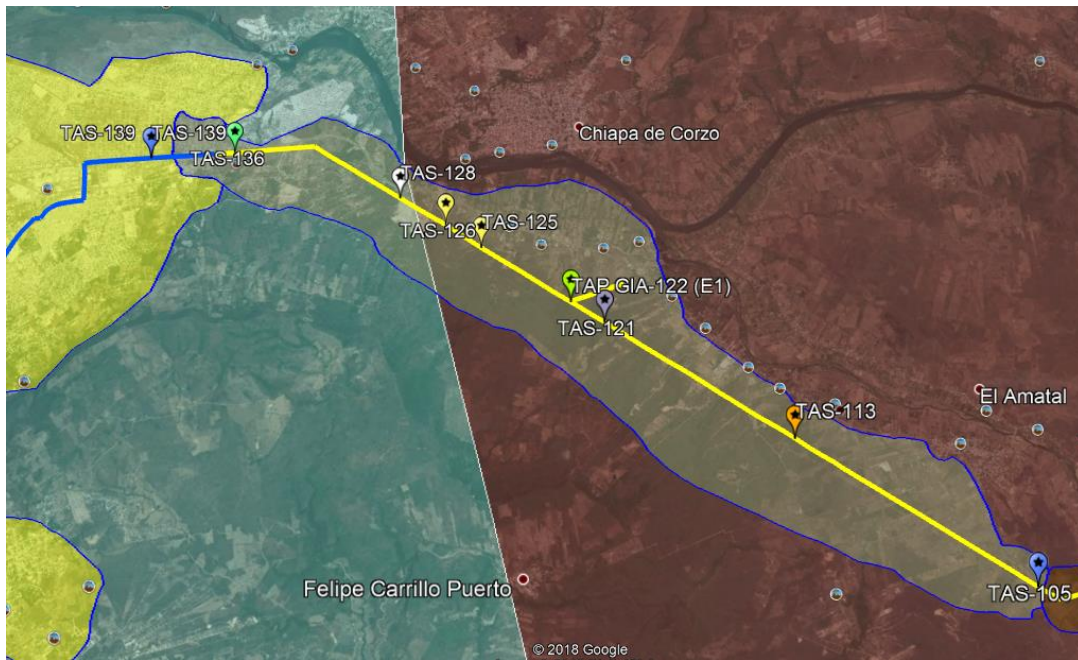 TAS-139 TAS-139
TAS-136
Chiapa de Corzo
TAS-128
TAS-126
TAS-125
TAP GIA-122 (E1)
TAS-121
El Amatal
TAS-113
Felipe Carrillo Puerto
TAS-105
© 2018 Google